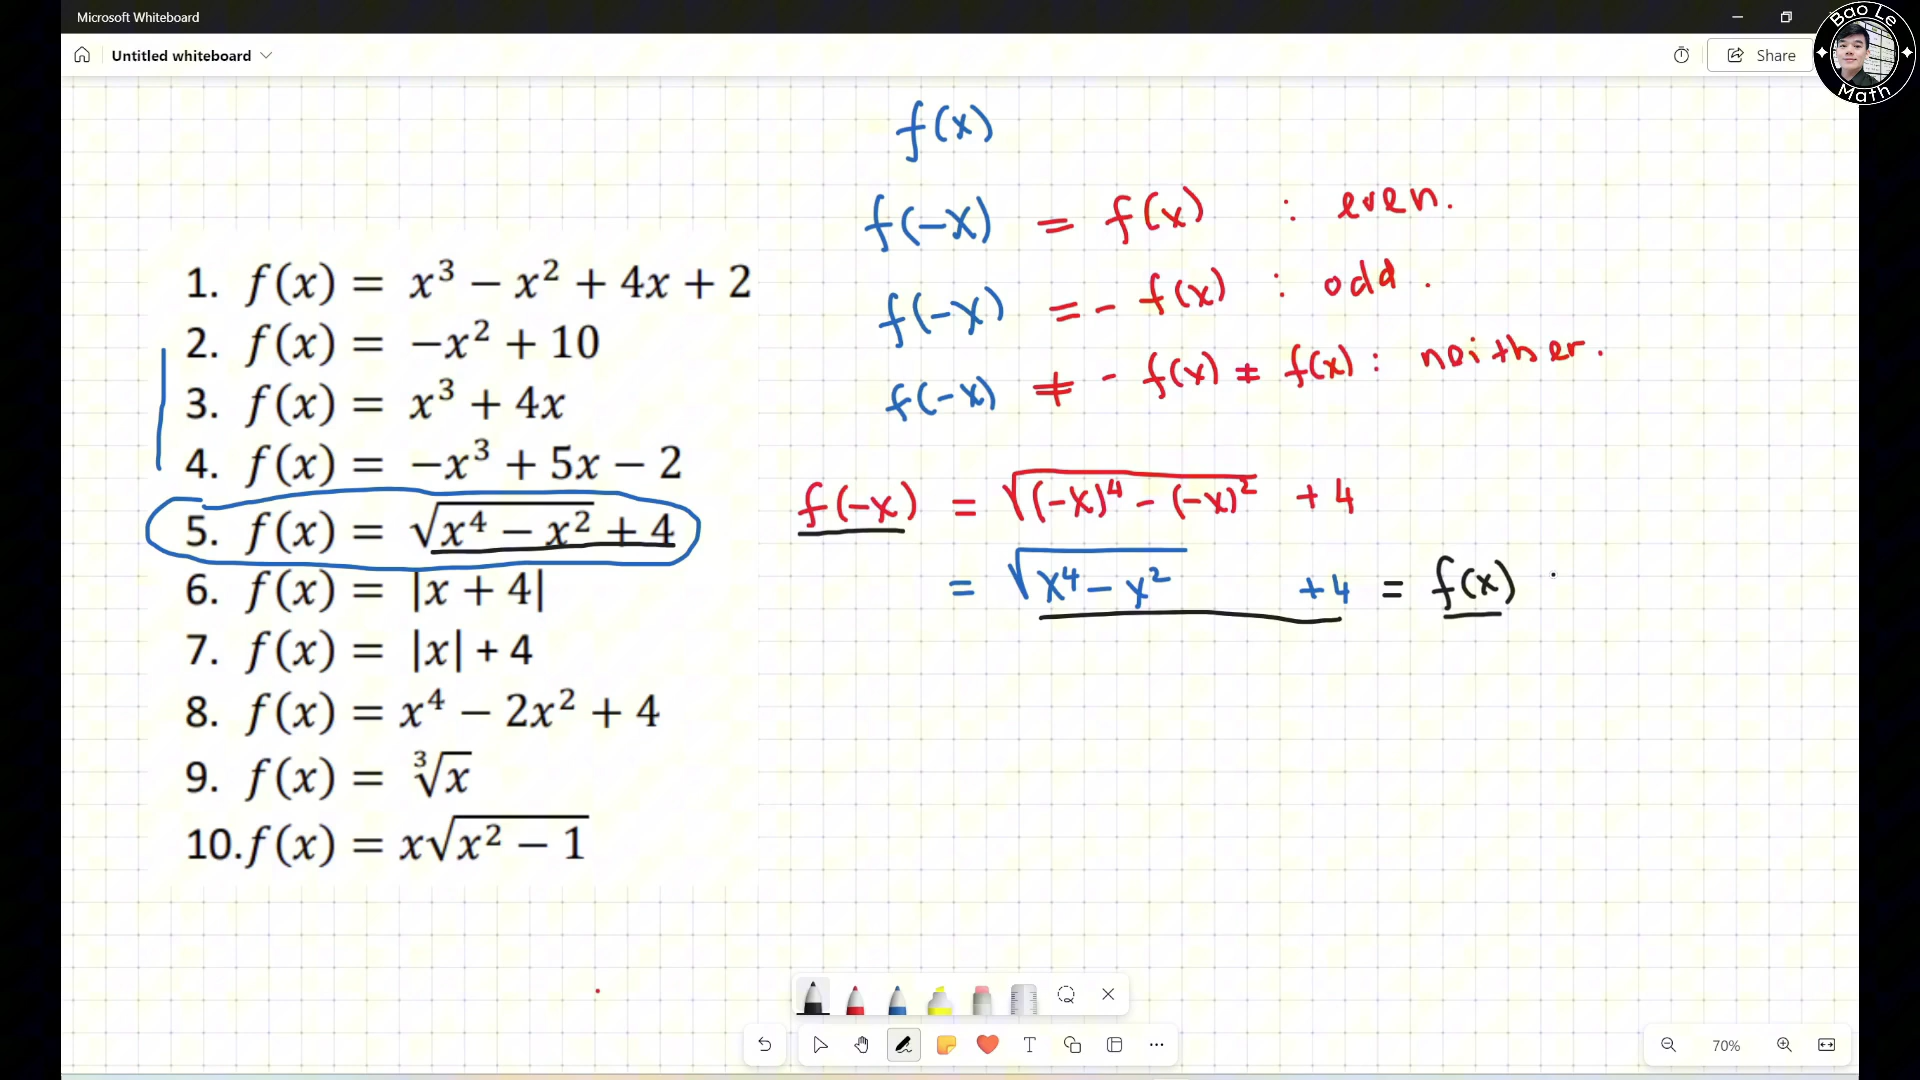 Microsoft Whiteboard
Bao Le
Math
Untitled whiteboard
Share
1. f(x) = x³ − x² + 4x + 2
2. f(x) = −x² + 10
3. f(x) = x³ + 4x
4. f(x) = −x³ + 5x − 2
5. f(x) = √(x⁴ − x²) + 4
6. f(x) = |x + 4|
7. f(x) = |x| + 4
8. f(x) = x⁴ − 2x² + 4
9. f(x) = ∛x
10. f(x) = x√(x² − 1)
f(x)
f(-x) = f(x) : even.
f(-x) = - f(x) : odd.
f(-x) ≠ - f(x) ≠ f(x) : neither.
f(-x) = √((-x)⁴ - (-x)²) + 4
= √(x⁴ - x²) + 4 = f(x)
70%